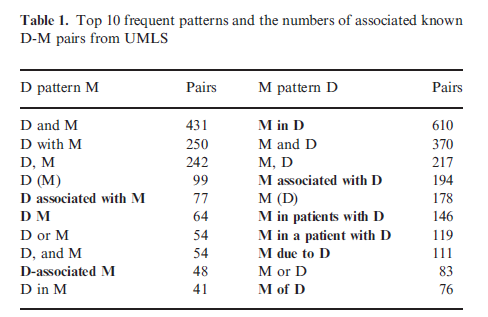 Table 1. Top 10 frequent patterns and the numbers of associated known
D-M pairs from UMLS
D pattern M Pairs M pattern D Pairs
D and M 431 M in D 610
D with M 250 M and D 370
D, M 242 M, D 217
D (M) 99 M associated with D 194
D associated with M 77 M (D) 178
D M 64 M in patients with D 146
D or M 54 M in a patient with D 119
D, and M 54 M due to D 111
D-associated M 48 M or D 83
D in M 41 M of D 76